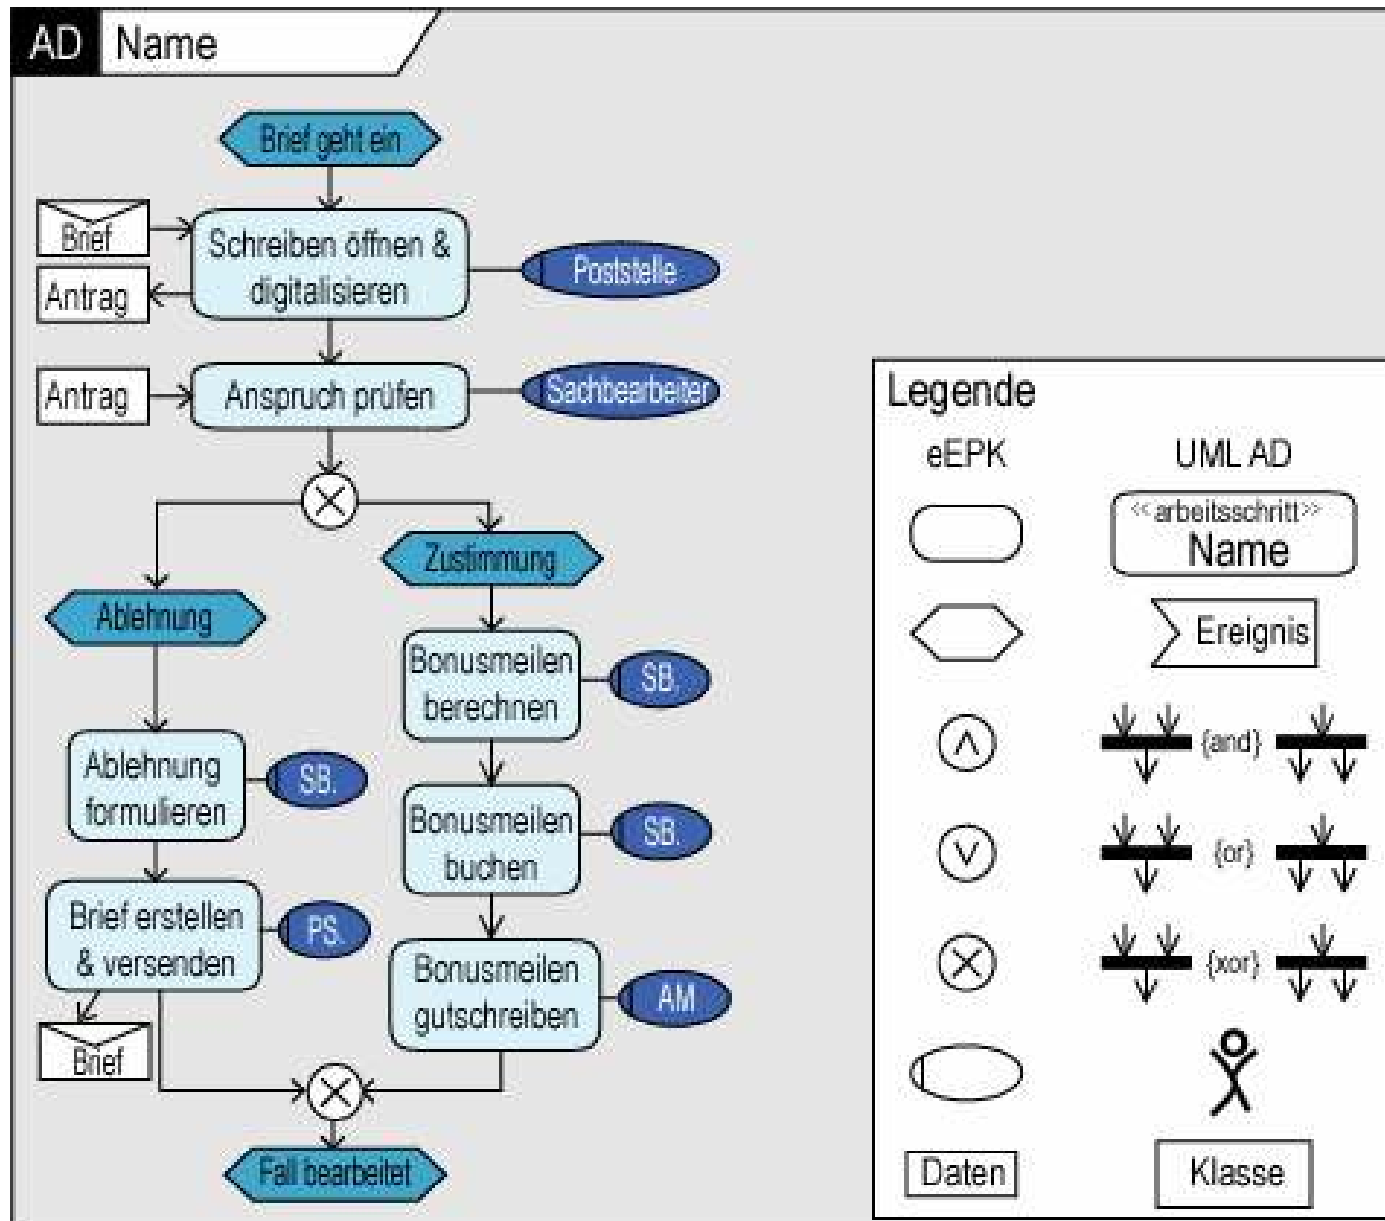 AD Name
Brief geht ein
Brief
Schreiben öffnen &
digitalisieren
Poststelle
Antrag
Antrag
Anspruch prüfen
Sachbearbeiter
Zustimmung
Ablehnung
Bonusmeilen
berechnen
SB.
Ablehnung
formulieren
SB.
Bonusmeilen
buchen
SB.
Brief erstellen
& versenden
PS.
Bonusmeilen
gutschreiben
AM
Brief
Fall bearbeitet
Legende
eEPK UML AD
<<arbeitsschritt>>
Name
Ereignis
{and}
{or}
{xor}
Daten Klasse